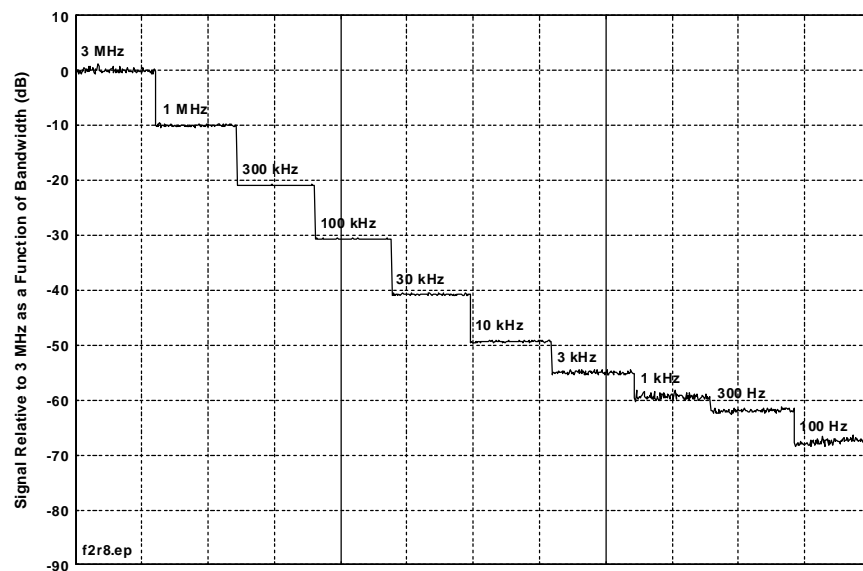 Signal Relative to 3 MHz as a Function of Bandwidth (dB)
10
0
-10
-20
-30
-40
-50
-60
-70
-80
-90
3 MHz
1 MHz
300 kHz
100 kHz
30 kHz
10 kHz
3 kHz
1 kHz
300 Hz
100 Hz
f2r8.ep